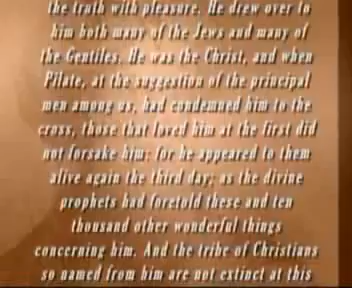 the truth with pleasure. He drew over to
him both many of the Jews and many of
the Gentiles. He was the Christ, and when
Pilate, at the suggestion of the principal
men among us, had condemned him to the
cross, those that loved him at the first did
not forsake him: for he appeared to them
alive again the third day; as the divine
prophets had foretold these and ten
thousand other wonderful things
concerning him. And the tribe of Christians
so named from him are not extinct at this